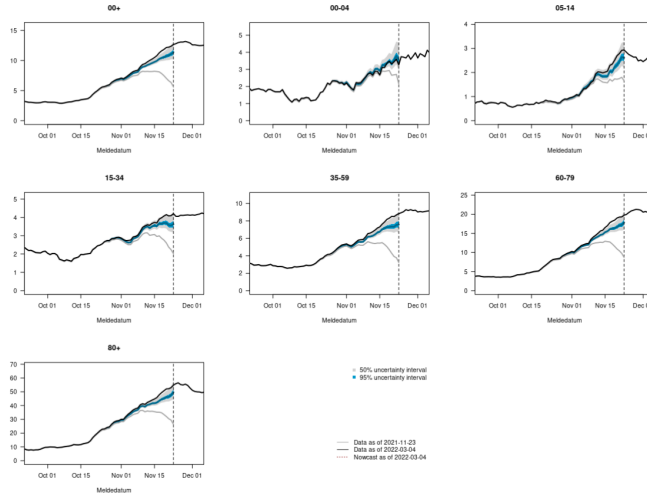 00+
15
10
5
0
Oct 01 Oct 15 Nov 01 Nov 15 Dec 01
Meldedatum
00-04
5
4
3
2
1
0
Oct 01 Oct 15 Nov 01 Nov 15 Dec 01
Meldedatum
05-14
4
3
2
1
0
Oct 01 Oct 15 Nov 01 Nov 15 Dec 01
Meldedatum
15-34
5
4
3
2
1
0
Oct 01 Oct 15 Nov 01 Nov 15 Dec 01
Meldedatum
35-59
10
8
6
4
2
0
Oct 01 Oct 15 Nov 01 Nov 15 Dec 01
Meldedatum
60-79
25
20
15
10
5
0
Oct 01 Oct 15 Nov 01 Nov 15 Dec 01
Meldedatum
80+
70
60
50
40
30
20
10
0
Oct 01 Oct 15 Nov 01 Nov 15 Dec 01
Meldedatum
50% uncertainty interval
95% uncertainty interval
Data as of 2021-11-23
Data as of 2022-03-04
Nowcast as of 2022-03-04